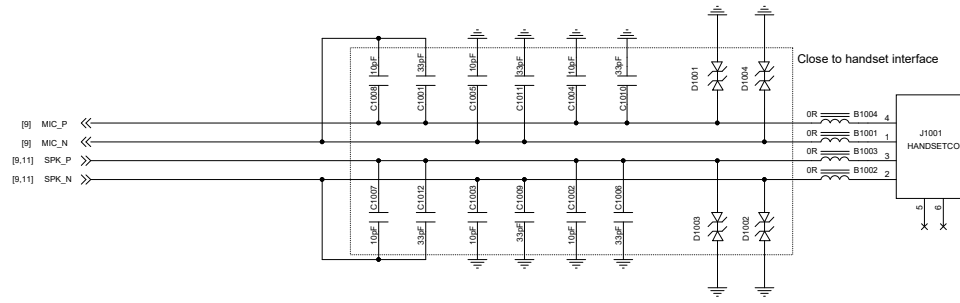 10pF
33pF
10pF
33pF
10pF
33pF
C1008
C1001
C1005
C1011
C1004
C1010
D1001
D1004
Close to handset interface
[9] MIC_P
0R B1004 4
[9] MIC_N
0R B1001 1
[9,11] SPK_P
0R B1003 3
[9,11] SPK_N
0R B1002 2
J1001
HANDSETCO
5
6
C1007
C1012
C1003
C1009
C1002
C1006
10pF
33pF
10pF
33pF
10pF
33pF
D1003
D1002